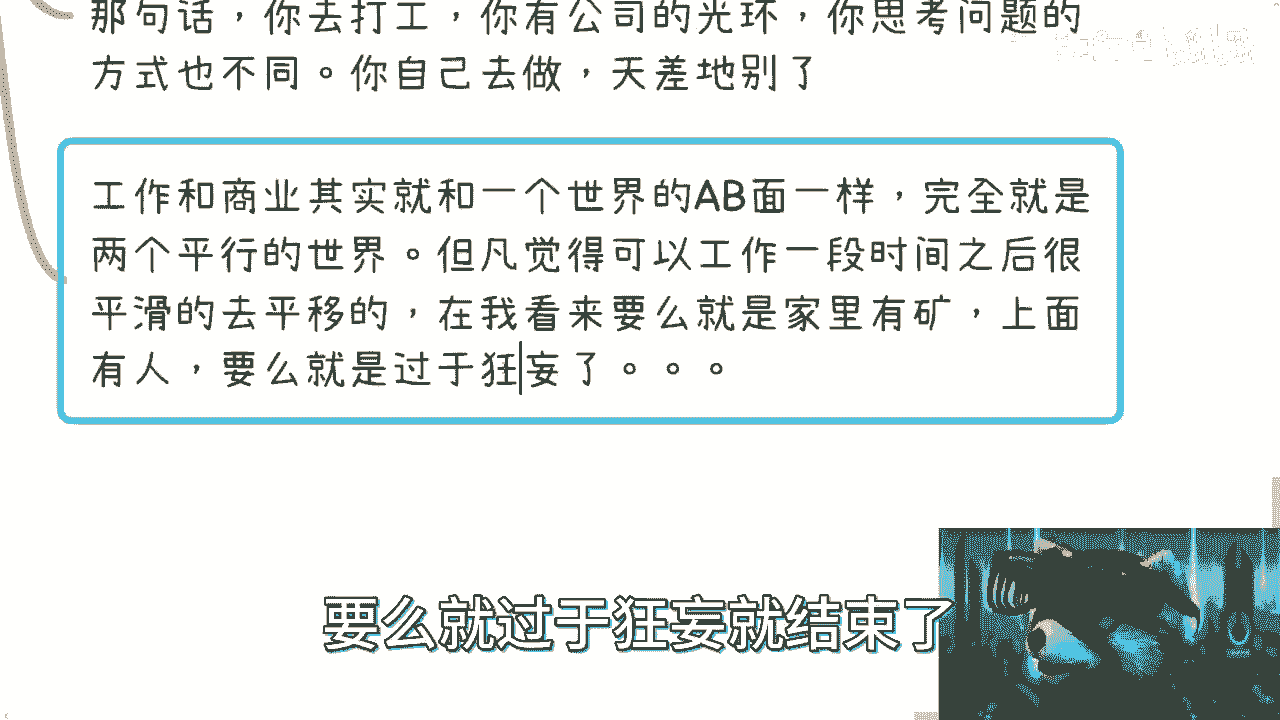 那句话，你去打工，你有公司的光环，你思考问题的
方式也不同。你自己去做，天差地别了
工作和商业其实就和一个世界的AB面一样，完全就是
两个平行的世界。但凡觉得可以工作一段时间之后很
平滑的去平移的，在我看来要么就是家里有矿，上面
有人，要么就是过于狂妄了。。。
要么就过于狂妄就结束了